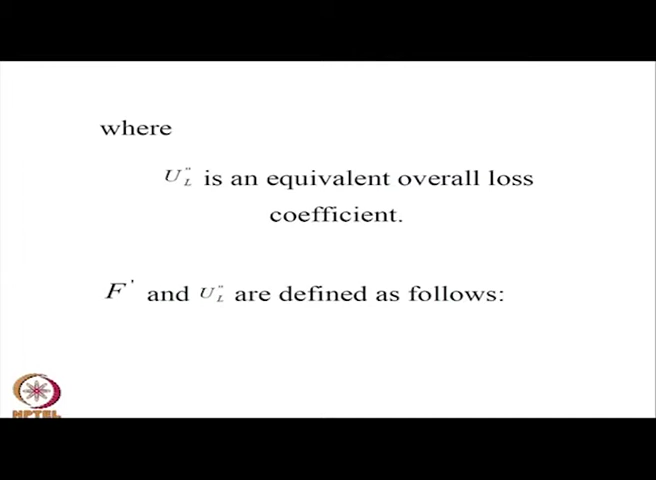 where
U_L'' is an equivalent overall loss
coefficient.
F' and U_L'' are defined as follows:
NPTEL